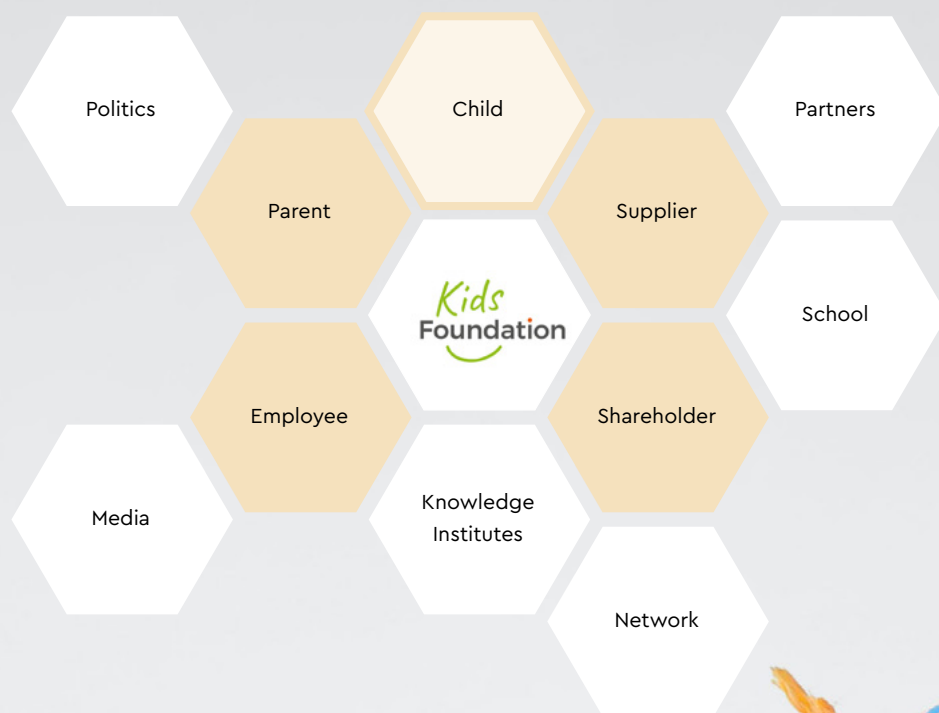 Politics
Child
Partners
Parent
Supplier
Kids
Foundation
School
Employee
Shareholder
Media
Knowledge
Institutes
Network